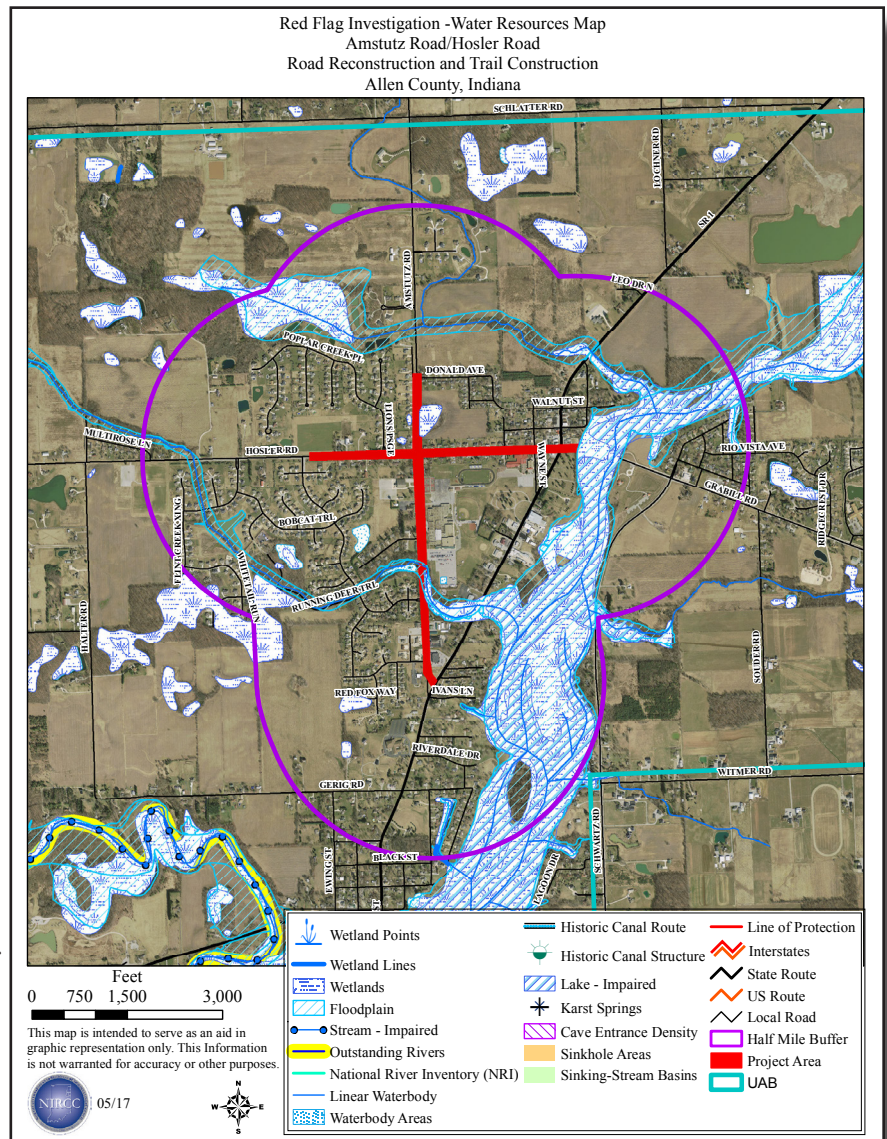 Red Flag Investigation -Water Resources Map
Amstutz Road/Hosler Road
Road Reconstruction and Trail Construction
Allen County, Indiana
SCHLATTER RD
LOCHNER RD
SR 1
AMSTUTZ RD
LEO DR N
POPLAR CREEK PL
DONALD AVE
LIONS PSGE
WALNUT ST
MULTIROSE LN
HOSLER RD
WAYNE ST
RIO VISTA AVE
GRABILL RD
RIDGECREST DR
BOBCAT TRL
FLINT CREEK XING
WHITE TAIL RUN
RUNNING DEER TRL
HALTER RD
SOUDER RD
RED FOX WAY
IVANS LN
RIVERDALE DR
WITMER RD
GERIG RD
SCHWARTZ RD
EWING ST
BLACK ST
ST
LAGOON DR
Feet
0 750 1,500 3,000
This map is intended to serve as an aid in
graphic representation only. This Information
is not warranted for accuracy or other purposes.
NIRCC
05/17
N
W E
S
Wetland Points
Wetland Lines
Wetlands
Floodplain
Stream - Impaired
Outstanding Rivers
National River Inventory (NRI)
Linear Waterbody
Waterbody Areas
Historic Canal Route
Historic Canal Structure
Lake - Impaired
Karst Springs
Cave Entrance Density
Sinkhole Areas
Sinking-Stream Basins
Line of Protection
Interstates
State Route
US Route
Local Road
Half Mile Buffer
Project Area
UAB